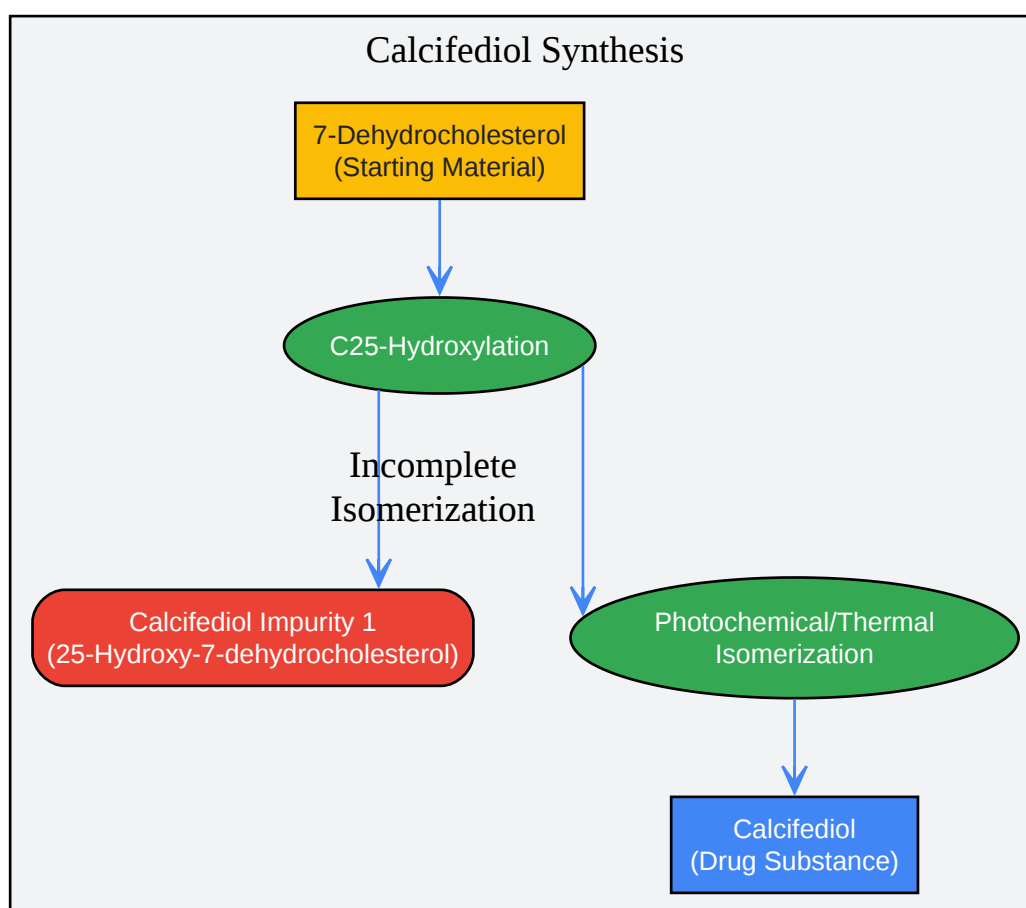 Calcifediol Synthesis
7-Dehydrocholesterol
(Starting Material)
C25-Hydroxylation
Incomplete
Isomerization
Calcifediol Impurity 1
(25-Hydroxy-7-dehydrocholesterol)
Photochemical/Thermal
Isomerization
Calcifediol
(Drug Substance)